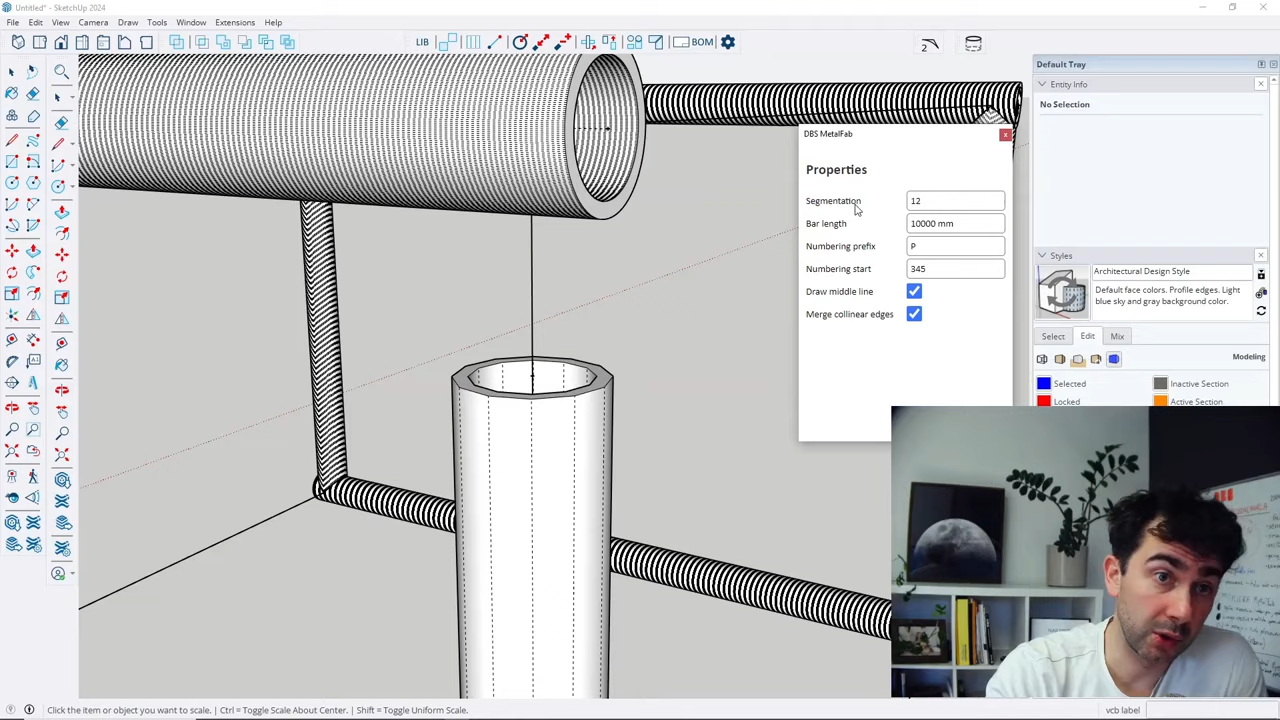 Untitled* - SketchUp 2024
File Edit View Camera Draw Tools Window Extensions Help
LIB
BOM
2
Default Tray
Entity Info
No Selection
DBS MetalFab
Properties
Segmentation 12
Bar length 10000 mm
Numbering prefix P
Numbering start 345
Draw middle line
Merge collinear edges
Styles
Architectural Design Style
Default face colors. Profile edges. Light
blue sky and gray background color.
Select Edit Mix
Modeling
Selected Inactive Section
Locked Active Section
Click the item or object you want to scale. | Ctrl = Toggle Scale About Center. | Shift = Toggle Uniform Scale.
vcb label